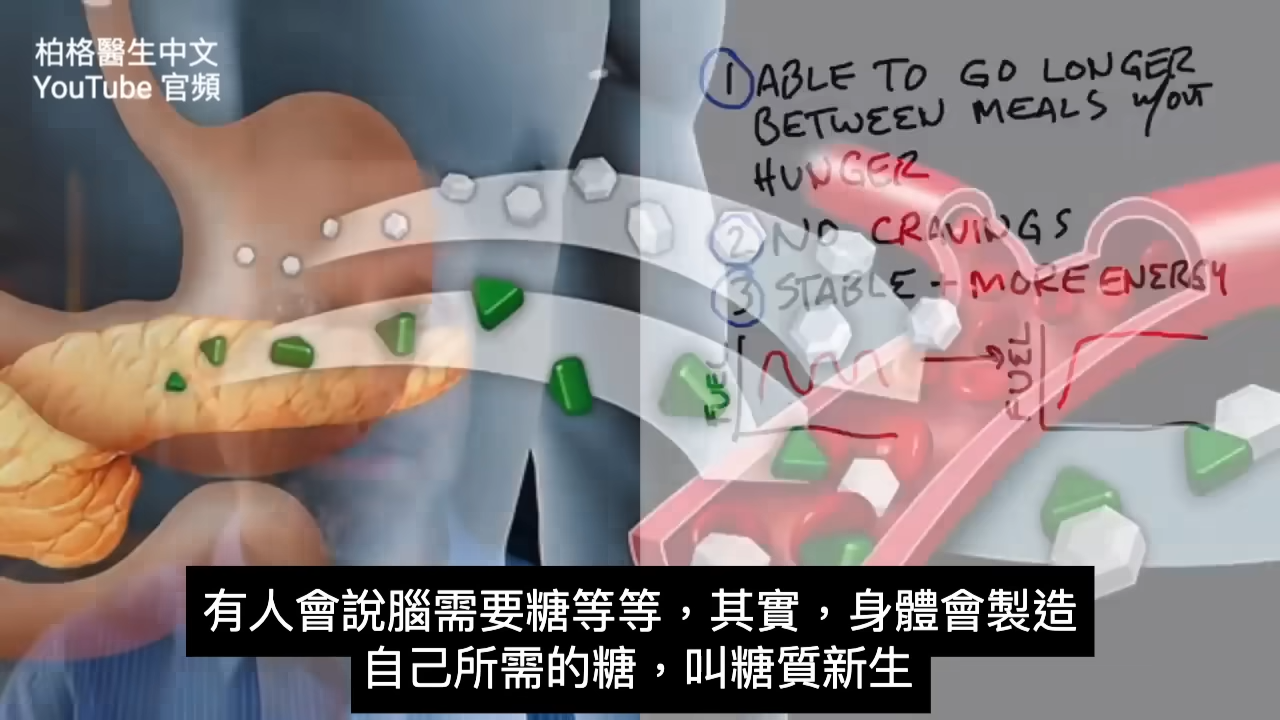 柏格醫生中文
YouTube 官頻
1 ABLE TO GO LONGER
BETWEEN MEALS w/out
HUNGER
2 NO CRAVINGS
3 STABLE + MORE ENERGY
FUEL
FUEL
有人會說腦需要糖等等，其實，身體會製造
自己所需的糖，叫糖質新生